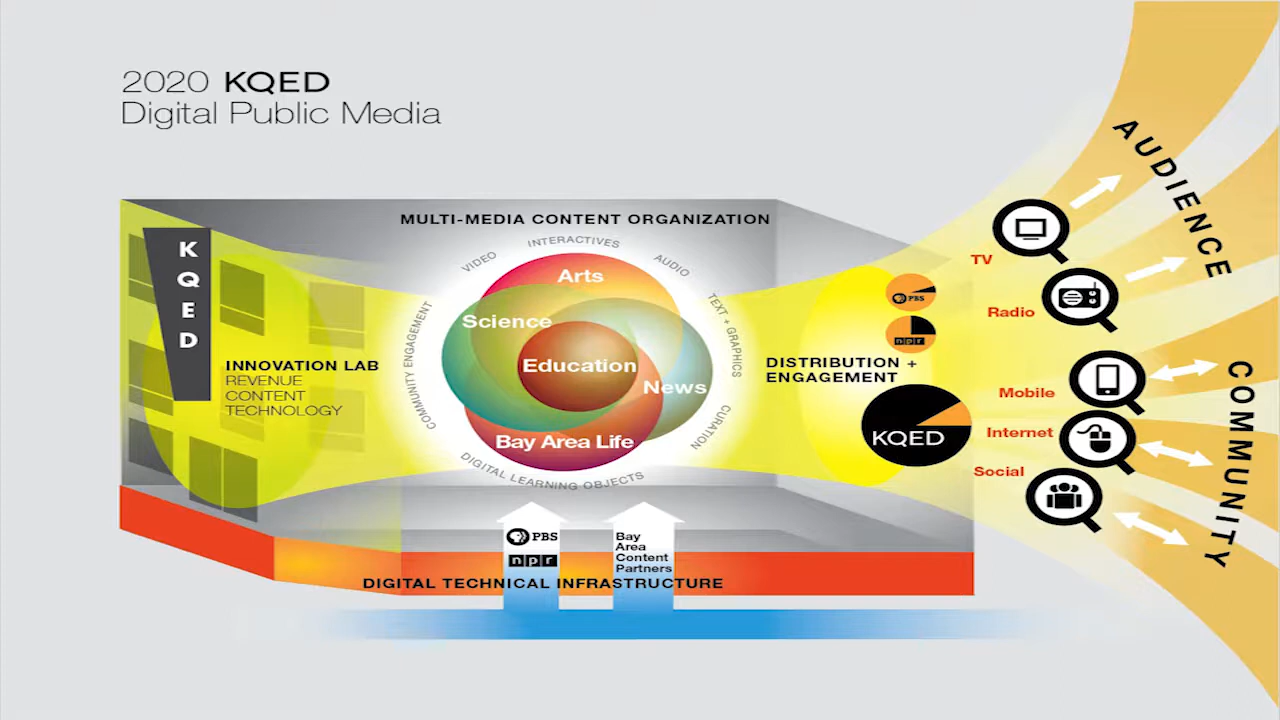 2020 KQED
Digital Public Media
MULTI-MEDIA CONTENT ORGANIZATION
K
Q
E
D
INNOVATION LAB
REVENUE
CONTENT
TECHNOLOGY
VIDEO
INTERACTIVES
AUDIO
TEXT + GRAPHICS
CURATION
DIGITAL LEARNING OBJECTS
COMMUNITY ENGAGEMENT
Arts
Science
Education
News
Bay Area Life
PBS
npr
DISTRIBUTION +
ENGAGEMENT
KQED
TV
Radio
Mobile
Internet
Social
AUDIENCE
COMMUNITY
PBS
npr
Bay
Area
Content
Partners
DIGITAL TECHNICAL INFRASTRUCTURE